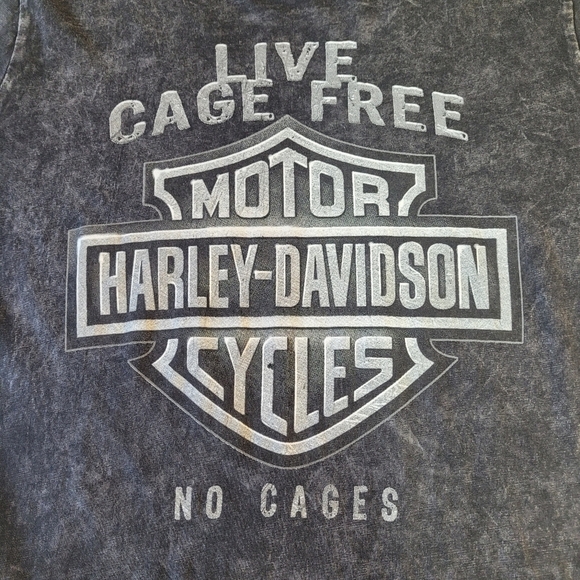 LIVE
CAGE FREE
MOTOR
HARLEY-DAVIDSON
CYCLES
NO CAGES